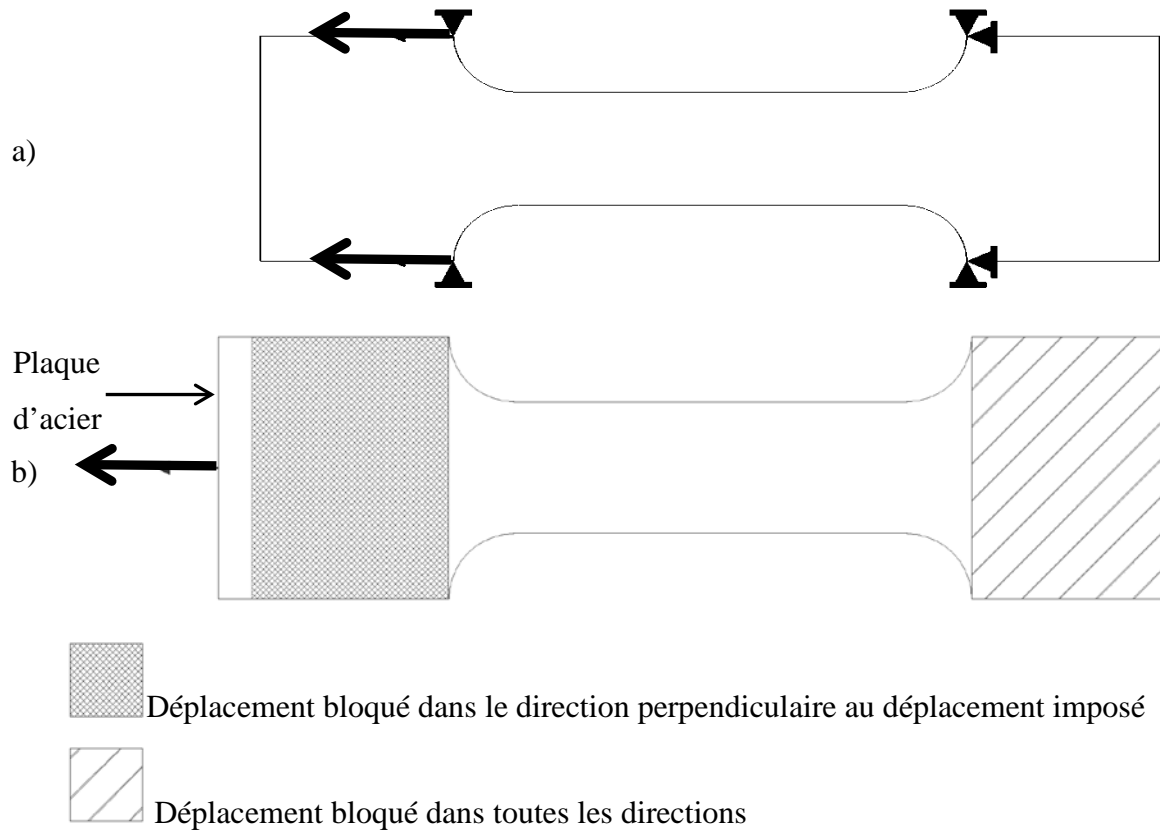 a)
Plaque
d’acier
b)
Déplacement bloqué dans le direction perpendiculaire au déplacement imposé
Déplacement bloqué dans toutes les directions